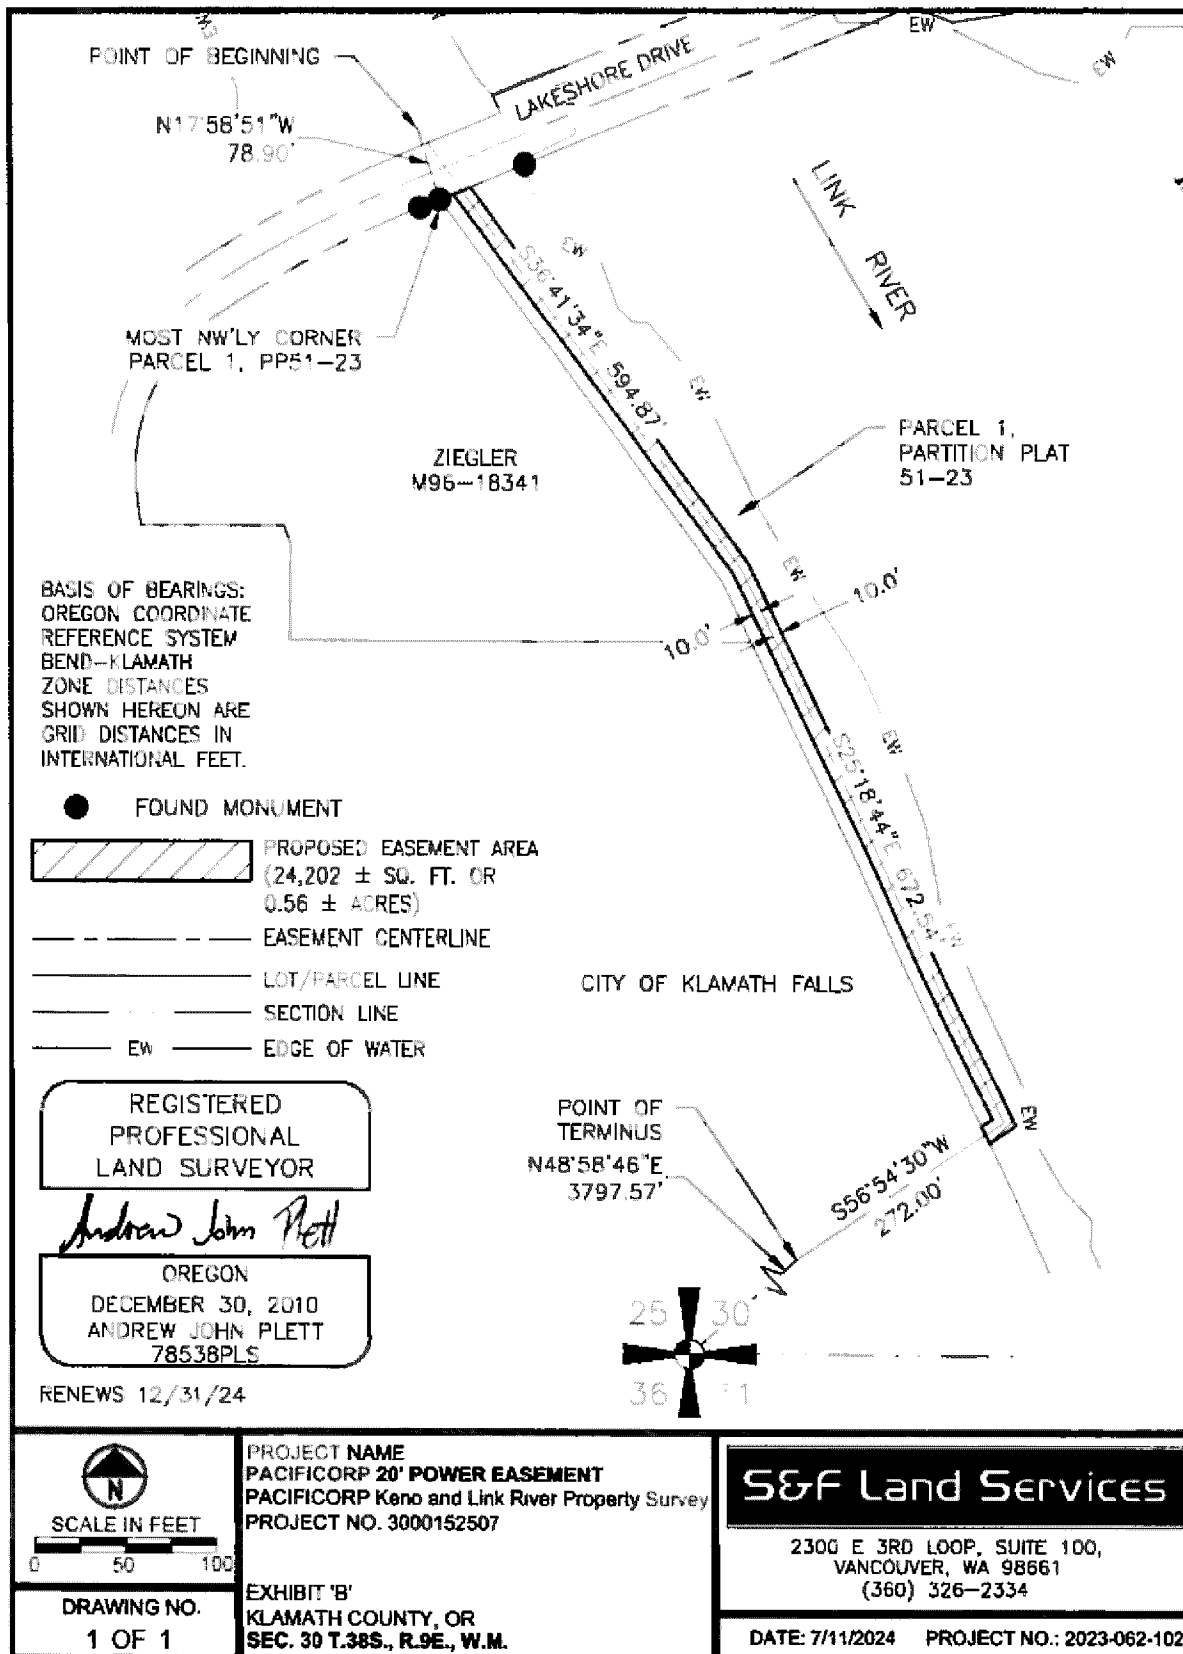 EW
EW
POINT OF BEGINNING
LAKESHORE DRIVE
N17°58'51"W
78.90'
LINK RIVER
EW
S36°41'34"E 594.87'
MOST NW'LY CORNER
PARCEL 1, PP51-23
EW
ZIEGLER
M96-18341
PARCEL 1,
PARTITION PLAT
51-23
EW
10.0'
10.0'
BASIS OF BEARINGS:
OREGON COORDINATE
REFERENCE SYSTEM
BEND-KLAMATH
ZONE DISTANCES
SHOWN HEREON ARE
GRID DISTANCES IN
INTERNATIONAL FEET.
EW
S25°18'44"E 672.54'
FOUND MONUMENT
PROPOSED EASEMENT AREA
(24,202 ± SQ. FT. OR
0.56 ± ACRES)
EASEMENT CENTERLINE
EW
LOT/PARCEL LINE
CITY OF KLAMATH FALLS
SECTION LINE
EW EDGE OF WATER
REGISTERED
PROFESSIONAL
LAND SURVEYOR
Andrew John Plett
OREGON
DECEMBER 30, 2010
ANDREW JOHN PLETT
78538PLS
RENEWS 12/31/24
POINT OF
TERMINUS
N48°58'46"E
3797.57'
EW
S56°54'30"W
272.00'
25 30
36
N
SCALE IN FEET
0 50 100
DRAWING NO.
1 OF 1
PROJECT NAME
PACIFICORP 20' POWER EASEMENT
PACIFICORP Keno and Link River Property Survey
PROJECT NO. 3000152507
EXHIBIT 'B'
KLAMATH COUNTY, OR
SEC. 30 T.38S., R.9E., W.M.
S&F Land Services
2300 E 3RD LOOP, SUITE 100,
VANCOUVER, WA 98661
(360) 326-2334
DATE: 7/11/2024 PROJECT NO.: 2023-062-102